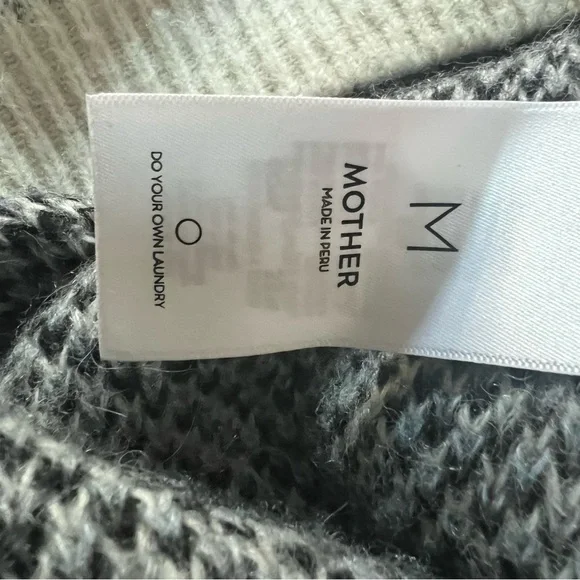 M
MOTHER
MADE IN PERU
O
DO YOUR OWN LAUNDRY